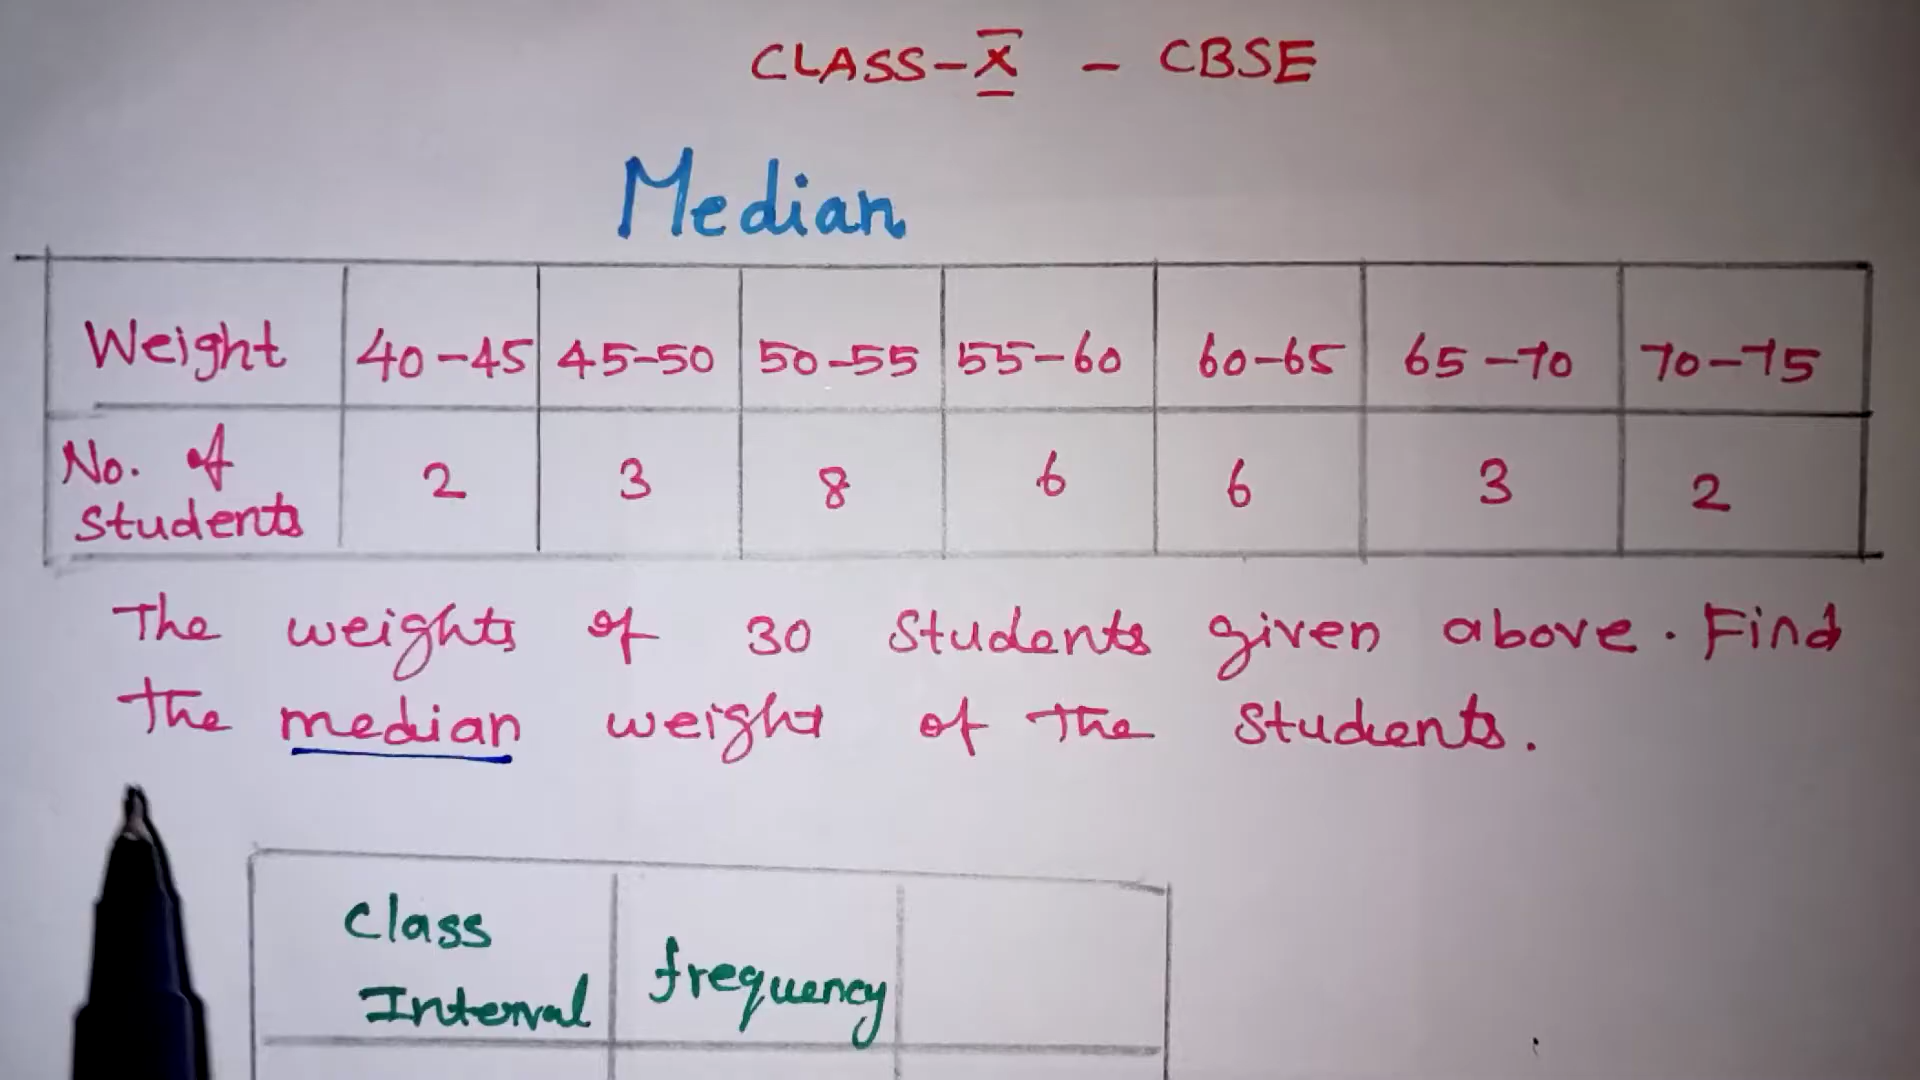 CLASS-X - CBSE
Median
Weight 40-45 45-50 50-55 55-60 60-65 65-70 70-75
No. of
Students 2 3 8 6 6 3 2
The weights of 30 students given above. Find
the median weight of the students.
Class
Interval frequency